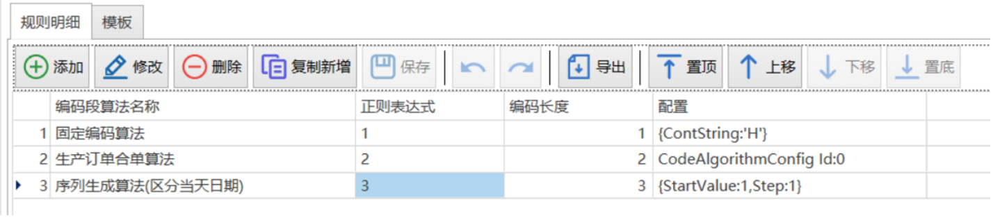 规则明细 模板
添加 修改 删除 复制新增 保存 导出 置顶 上移 下移 置底
编码段算法名称 正则表达式 编码长度 配置
1 固定编码算法 1 1 {ContString:'H'}
2 生产订单合单算法 2 2 CodeAlgorithmConfig Id:0
3 序列生成算法(区分当天日期) 3 3 {StartValue:1,Step:1}